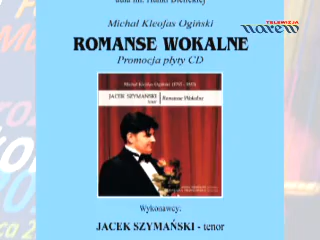 TELEWIZJA
narew
Michał Kleofas Ogiński
ROMANSE WOKALNE
Promocja płyty CD
Michał Kleofas Ogiński
JACEK SZYMAŃSKI
tenor
Romanse Wokalne
Wykonawcy:
JACEK SZYMAŃSKI - tenor